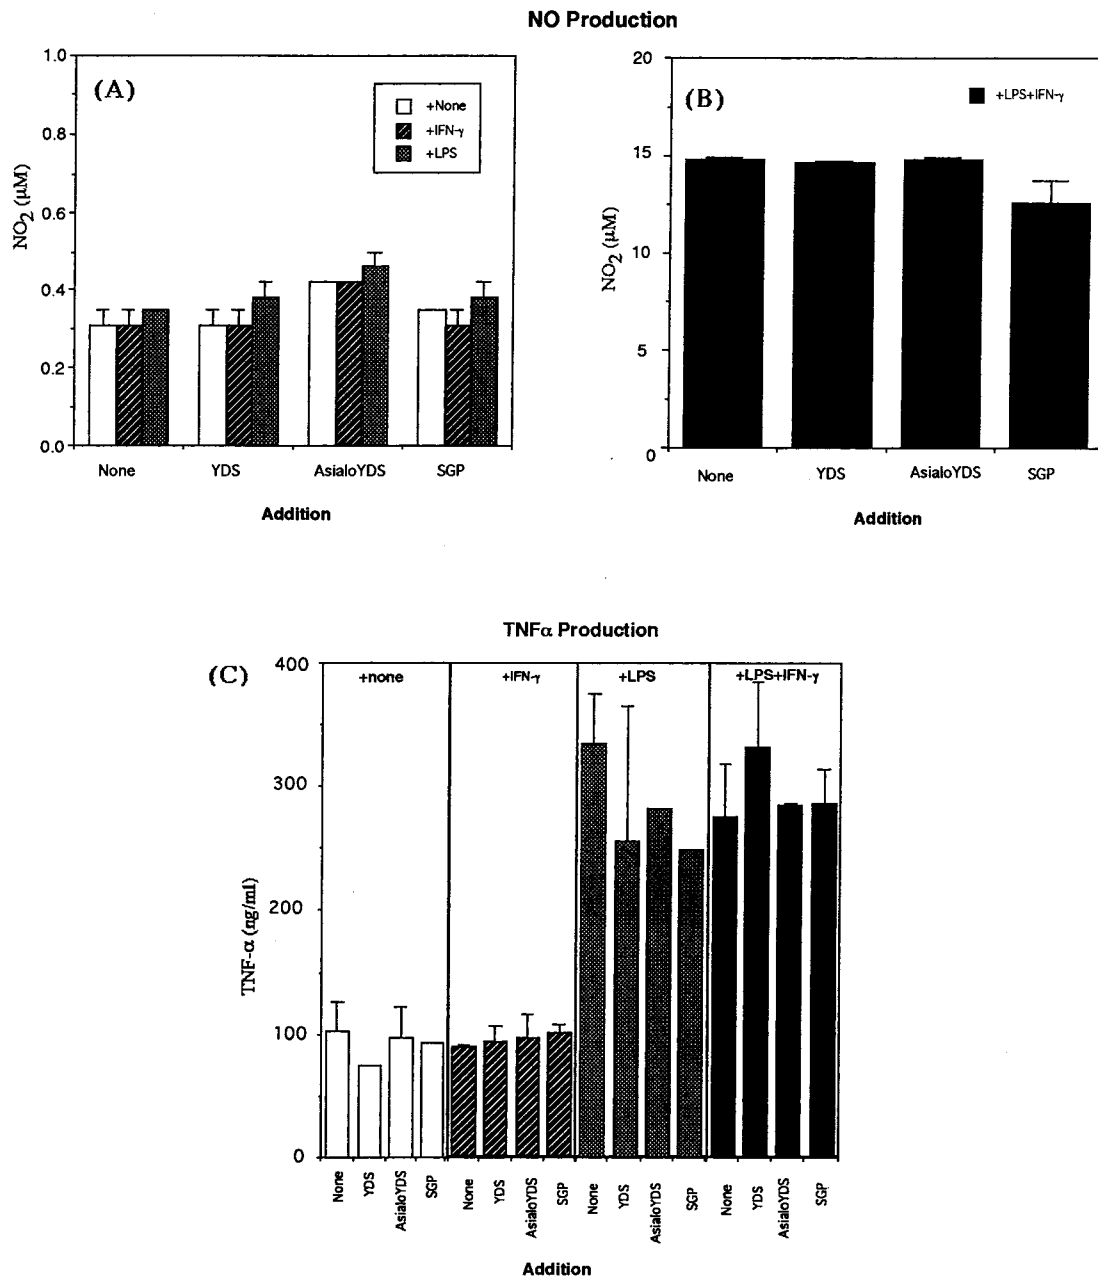 NO Production
(A)
1.0
0.8
0.6
0.4
0.2
0.0
NO2 (μM)
+None
+IFN-γ
+LPS
None YDS AsialoYDS SGP
Addition
(B)
20
15
10
5
0
NO2 (μM)
+LPS+IFN-γ
None YDS AsialoYDS SGP
Addition
TNFα Production
(C)
400
300
200
100
0
TNF-α (ng/ml)
+none +IFN-γ +LPS +LPS+IFN-γ
None YDS AsialoYDS SGP None YDS AsialoYDS SGP None YDS AsialoYDS SGP None YDS AsialoYDS SGP
Addition